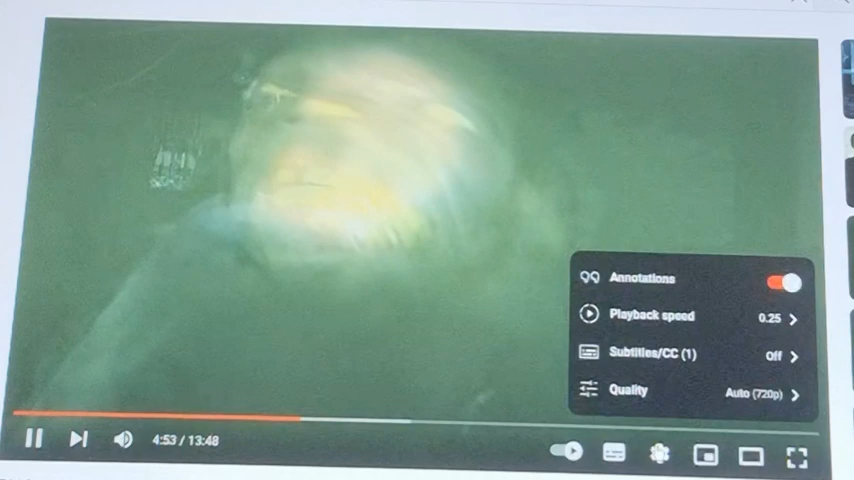 Annotations
Playback speed 0.25
Subtitles/CC (1) Off
Quality Auto (720p)
4:53 / 13:48